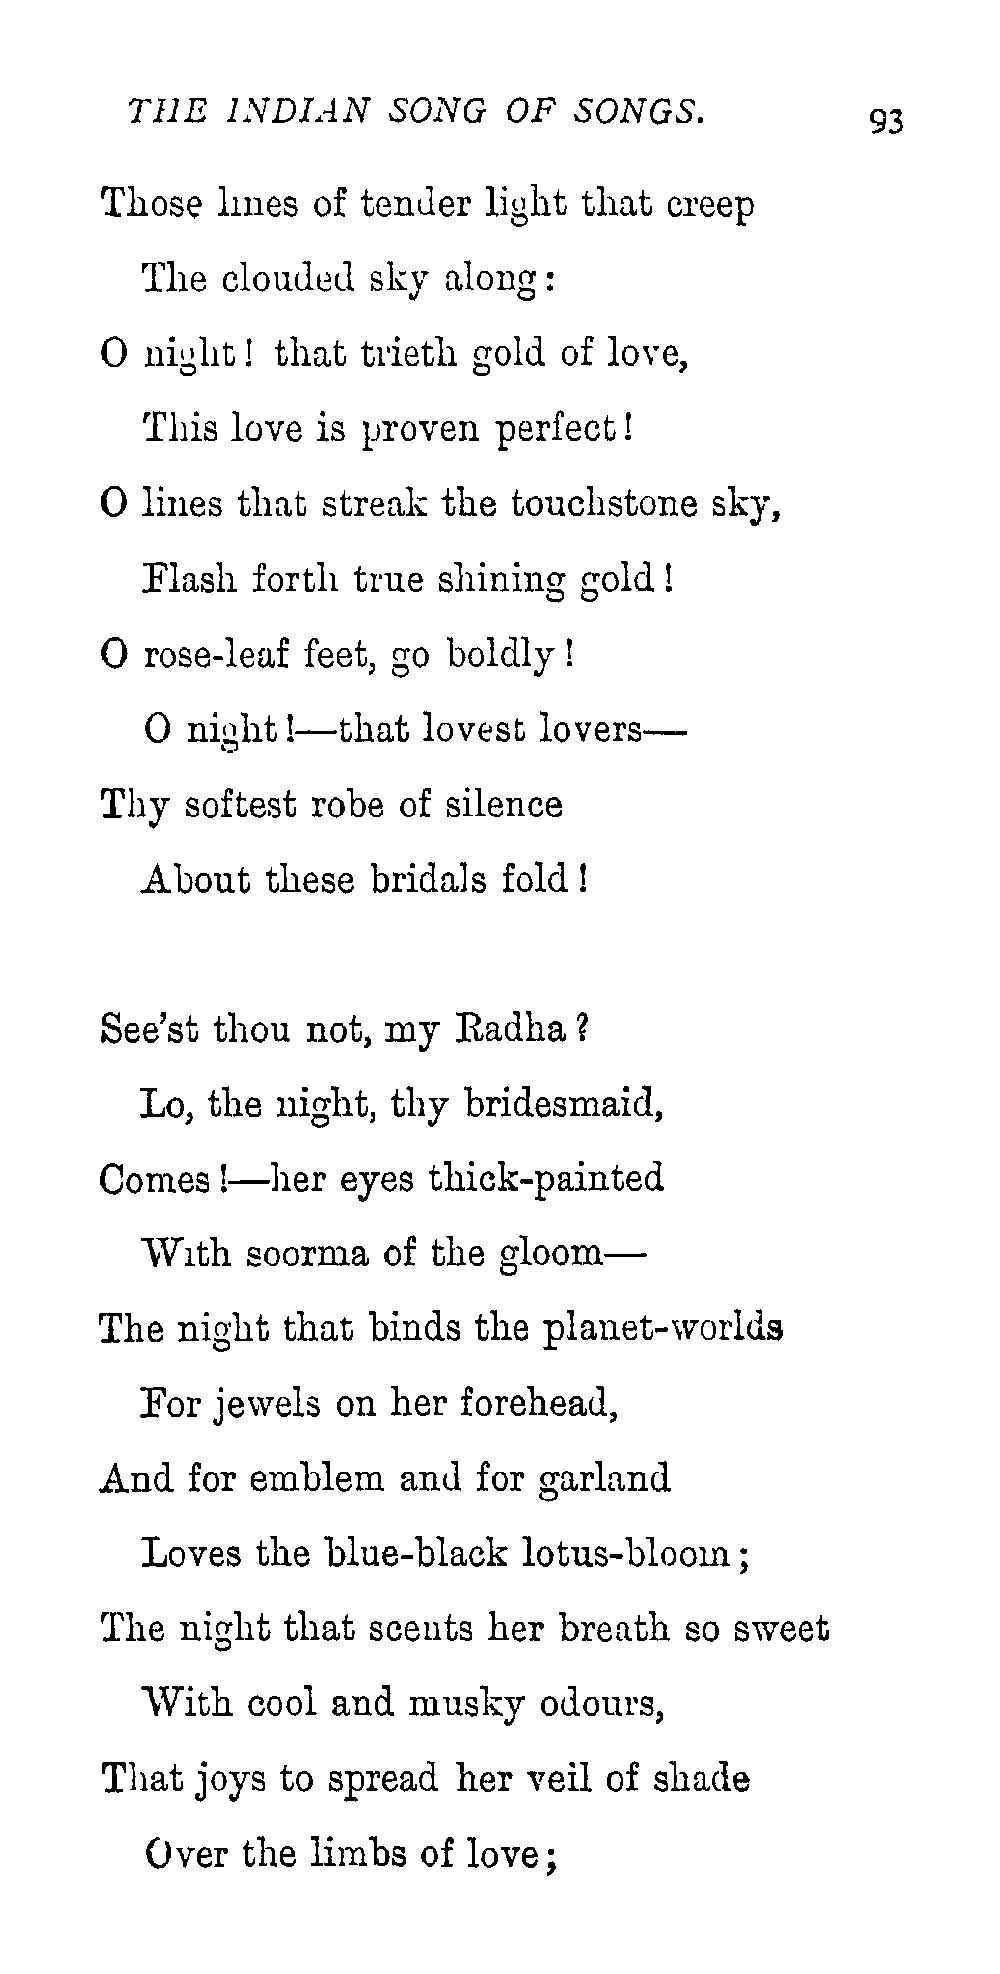 THE INDIAN SONG OF SONGS. 93
Those lines of tender light that creep
The clouded sky along:
O night! that trieth gold of love,
This love is proven perfect!
O lines that streak the touchstone sky,
Flash forth true shining gold!
O rose-leaf feet, go boldly!
O night!—that lovest lovers—
Thy softest robe of silence
About these bridals fold!
See'st thou not, my Radha?
Lo, the night, thy bridesmaid,
Comes!—her eyes thick-painted
With soorma of the gloom—
The night that binds the planet-worlds
For jewels on her forehead,
And for emblem and for garland
Loves the blue-black lotus-bloom;
The night that scents her breath so sweet
With cool and musky odours,
That joys to spread her veil of shade
Over the limbs of love;